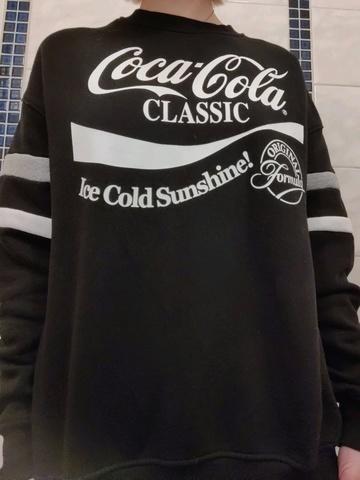 Coca-Cola®
CLASSIC
Ice Cold Sunshine!
ORIGINAL
Formula